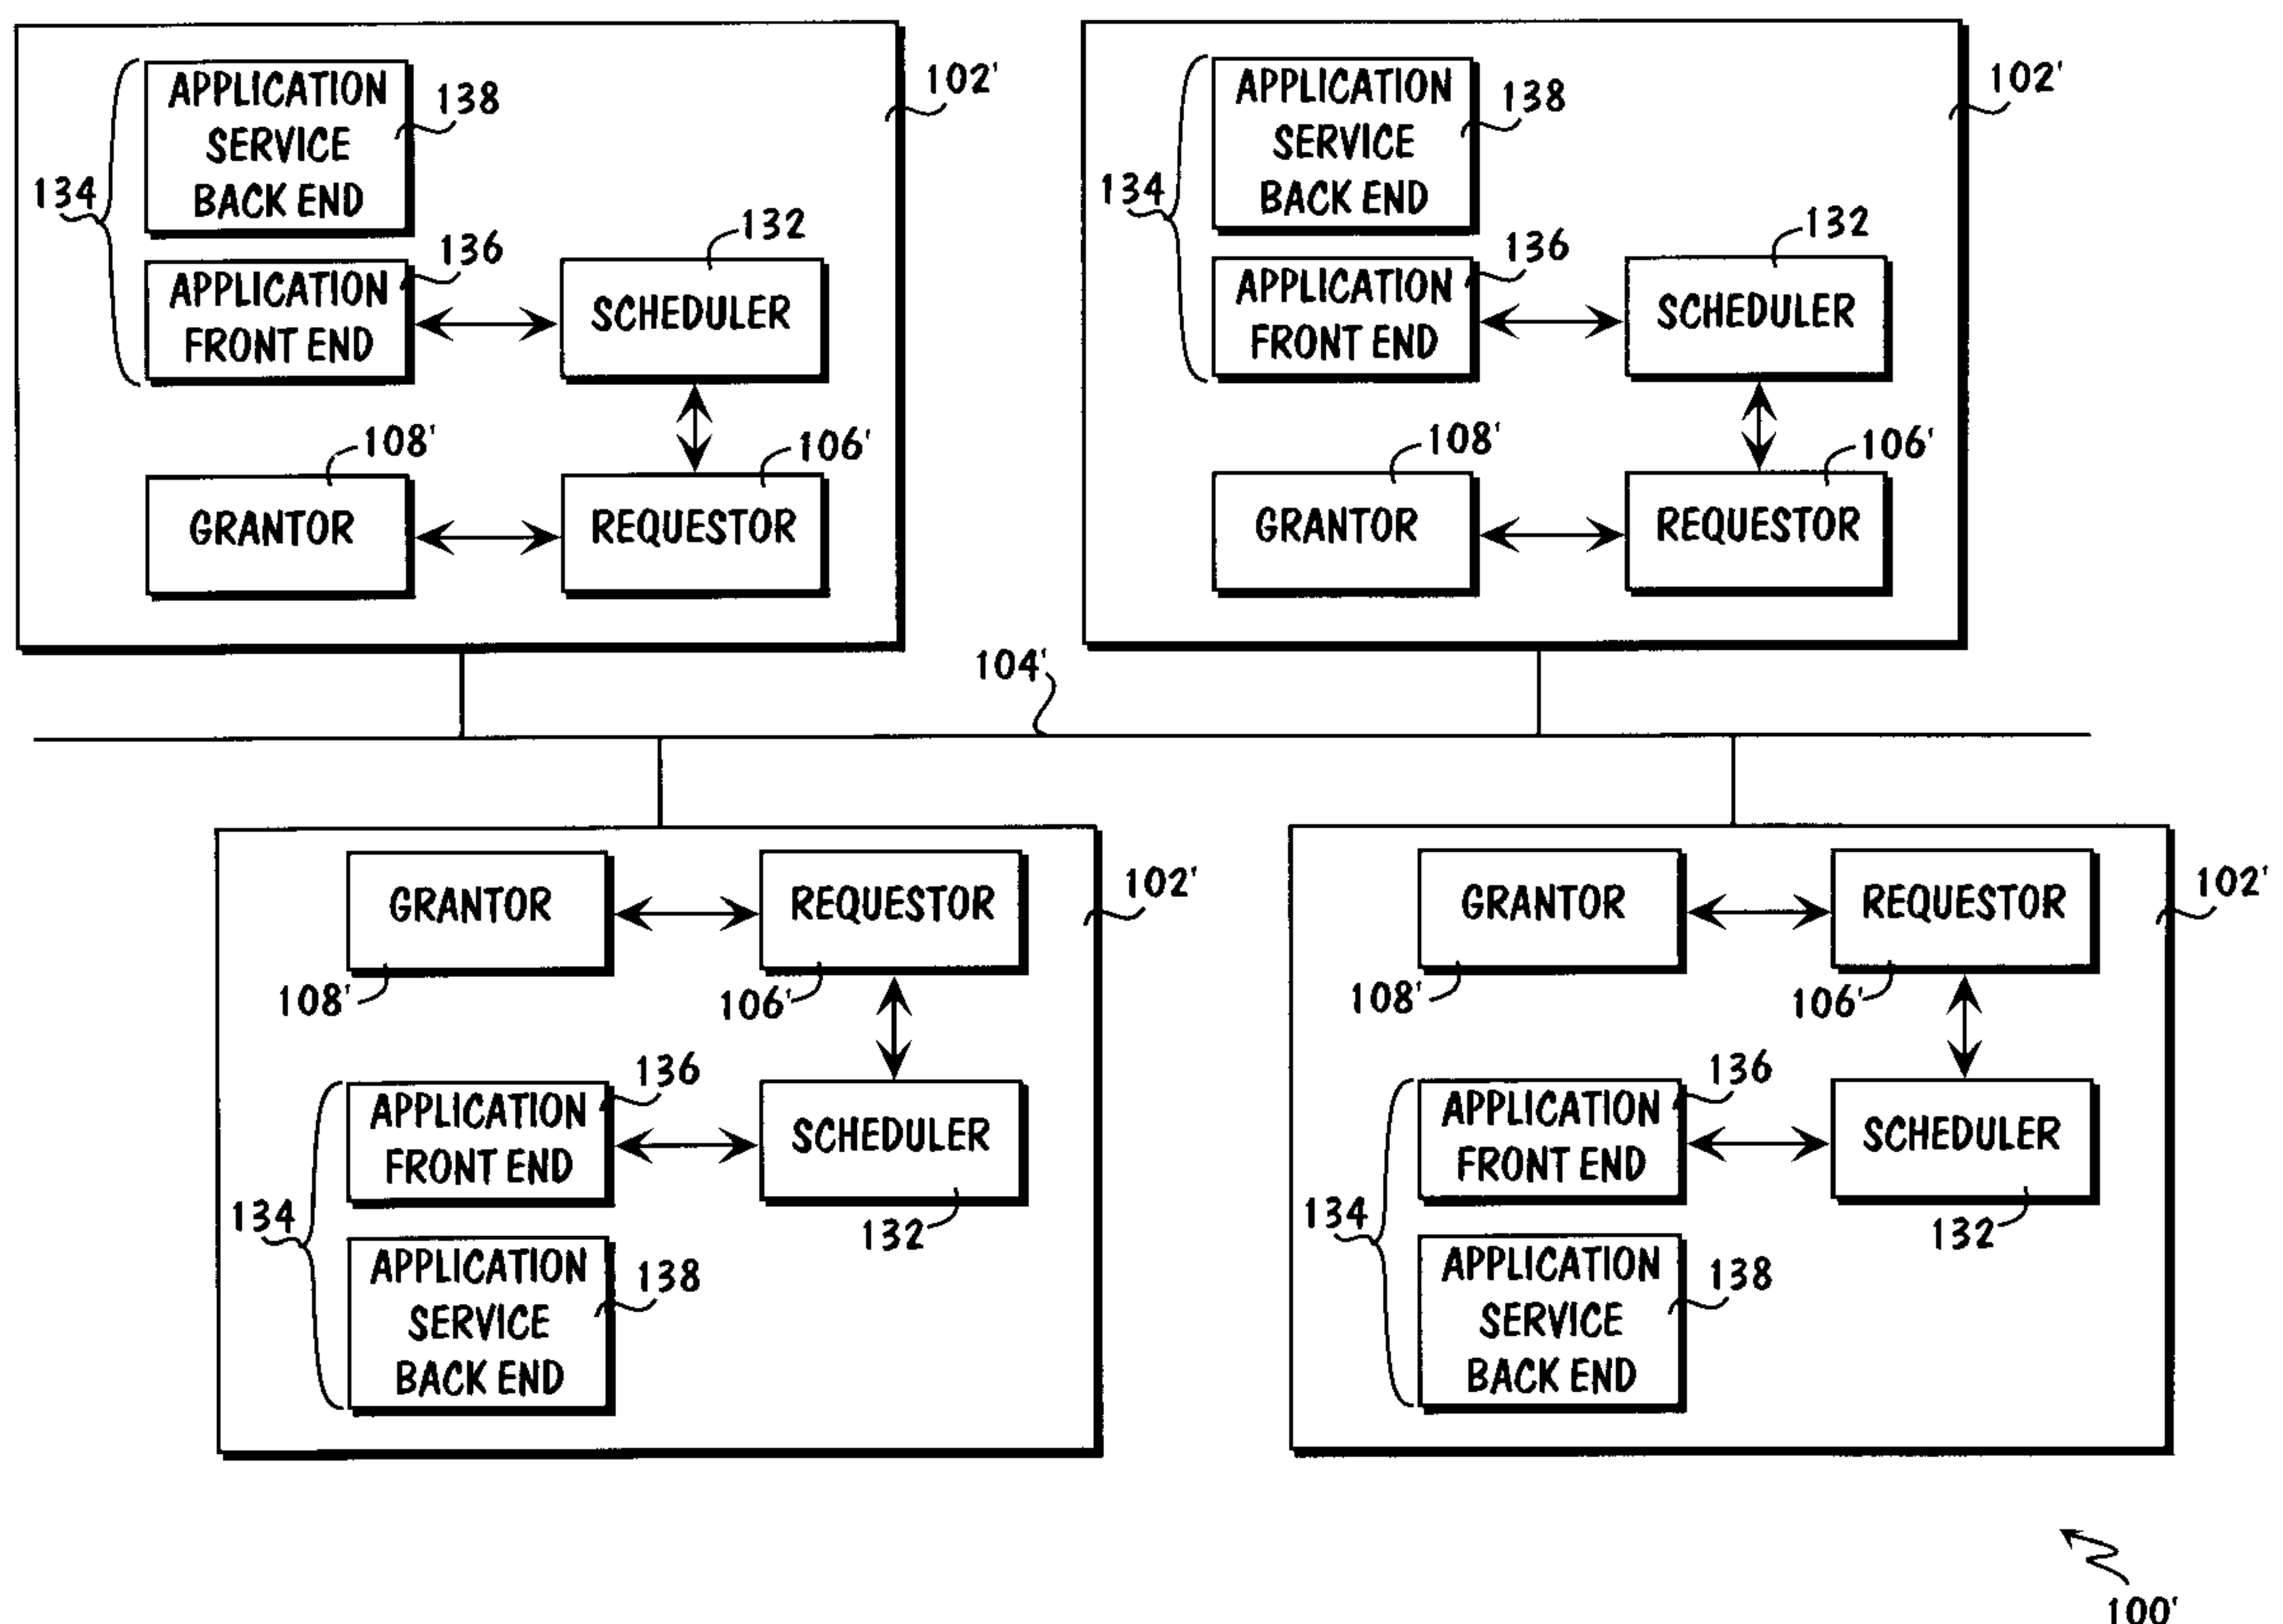 APPLICATION
SERVICE
BACK END
138
102'
134
APPLICATION
FRONT END
136
132
SCHEDULER
108'
106'
GRANTOR
REQUESTOR
APPLICATION
SERVICE
BACK END
138
102'
134
APPLICATION
FRONT END
136
132
SCHEDULER
108'
106'
GRANTOR
REQUESTOR
104'
GRANTOR
REQUESTOR
102'
108'
106'
136
APPLICATION
FRONT END
SCHEDULER
134
132
APPLICATION
SERVICE
BACK END
138
GRANTOR
REQUESTOR
102'
108'
106'
136
APPLICATION
FRONT END
SCHEDULER
134
132
APPLICATION
SERVICE
BACK END
138
100'